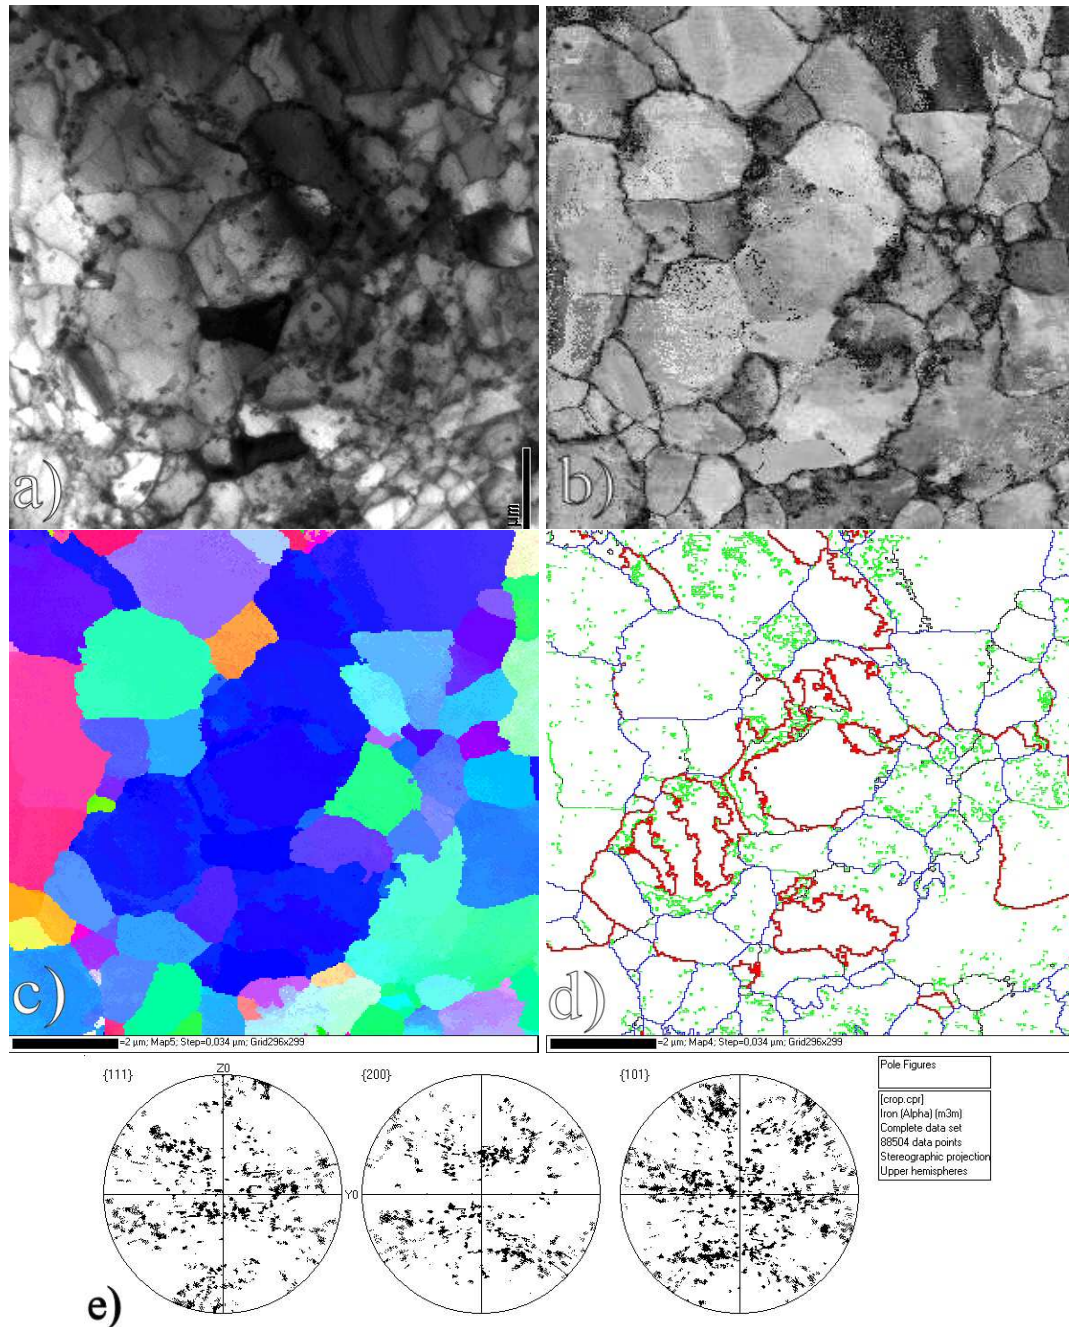 a)
µm
b)
c)
d)
=2 µm; Map5; Step=0,034 µm; Grid296x299
=2 µm; Map4; Step=0,034 µm; Grid296x299
{111}
Z0
{200}
{101}
Y0
Pole Figures
[crop.cpr]
Iron (Alpha) (m3m)
Complete data set
88504 data points
Stereographic projection
Upper hemispheres
e)